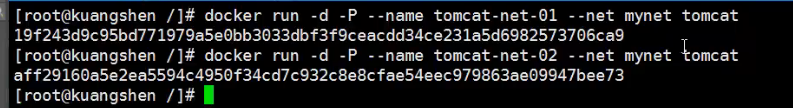 [root@kuangshen /]# docker run -d -P --name tomcat-net-01 --net mynet tomcat
19f243d9c95bd771979a5e0bb3033dbf3f9ceacdd34ce231a5d6982573706ca9
[root@kuangshen /]# docker run -d -P --name tomcat-net-02 --net mynet tomcat
aff29160a5e2ea5594c4950f34cd7c932c8e8cfae54eec979863ae09947bee73
[root@kuangshen /]#